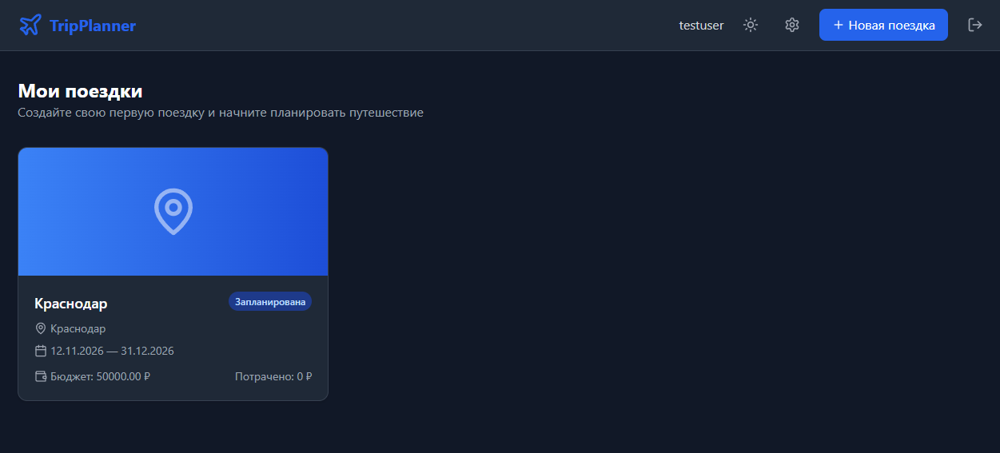 TripPlanner
testuser
Новая поездка
Мои поездки
Создайте свою первую поездку и начните планировать путешествие
Краснодар
Запланирована
Краснодар
12.11.2026 — 31.12.2026
Бюджет: 50000.00 ₽
Потрачено: 0 ₽